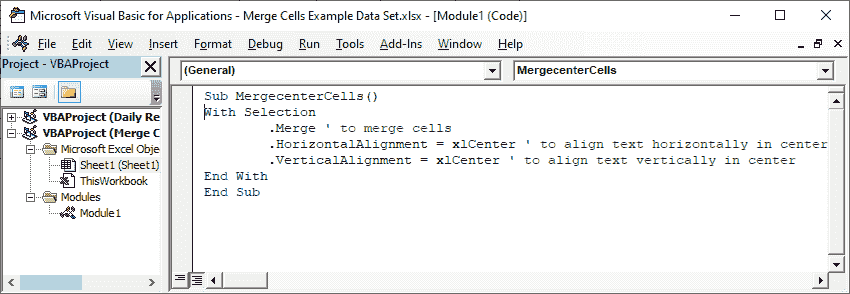 Microsoft Visual Basic for Applications - Merge Cells Example Data Set.xlsx - [Module1 (Code)]
File Edit View Insert Format Debug Run Tools Add-Ins Window Help
Project - VBAProject
(General) MergecenterCells
VBAProject (Daily Re
VBAProject (Merge C
Microsoft Excel Obje
Sheet1 (Sheet1)
ThisWorkbook
Modules
Module1
Sub MergecenterCells()
With Selection
.Merge ' to merge cells
.HorizontalAlignment = xlCenter ' to align text horizontally in center
.VerticalAlignment = xlCenter ' to align text vertically in center
End With
End Sub